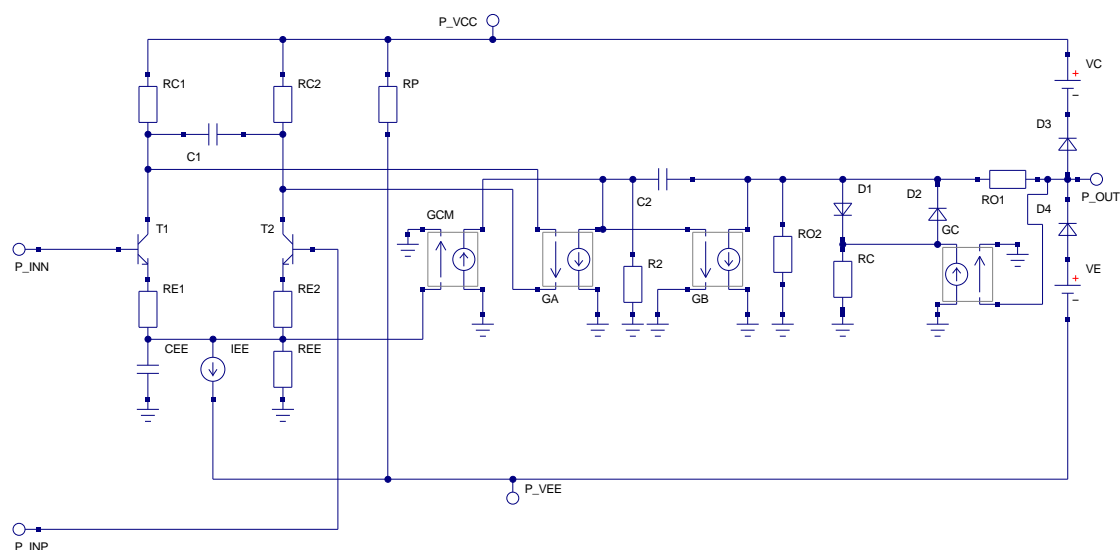 P_VCC
RC1
RC2
RP
VC
+
D3
C1
D1
D2
RO1
P_OUT
C2
GCM
T1
T2
D4
GC
P_INN
RO2
RC
VE
+
R2
RE1
RE2
GA
GB
CEE
IEE
REE
P_VEE
P_INP